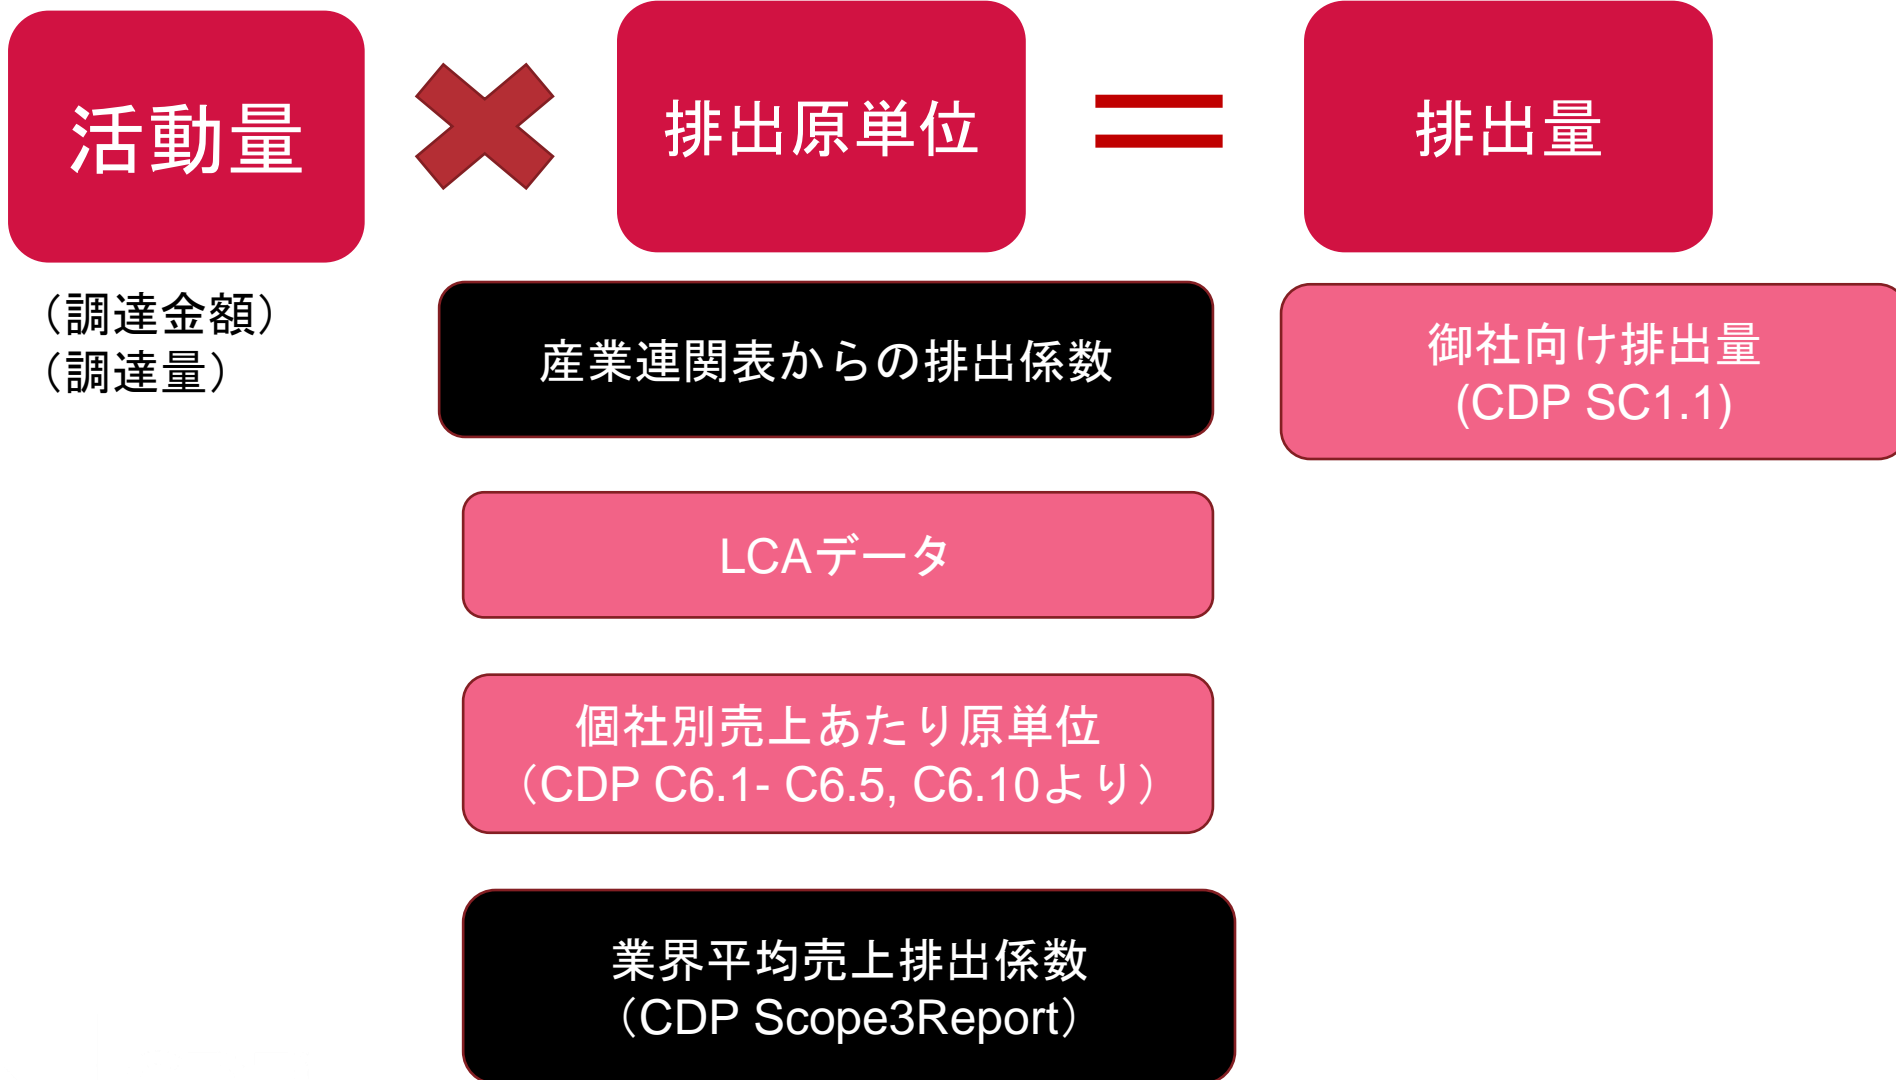 活動量
排出原単位
排出量
（調達金額）
（調達量）
産業連関表からの排出係数
御社向け排出量
(CDP SC1.1)
LCAデータ
個社別売上あたり原単位
（CDP C6.1- C6.5, C6.10より）
業界平均売上排出係数
（CDP Scope3Report）